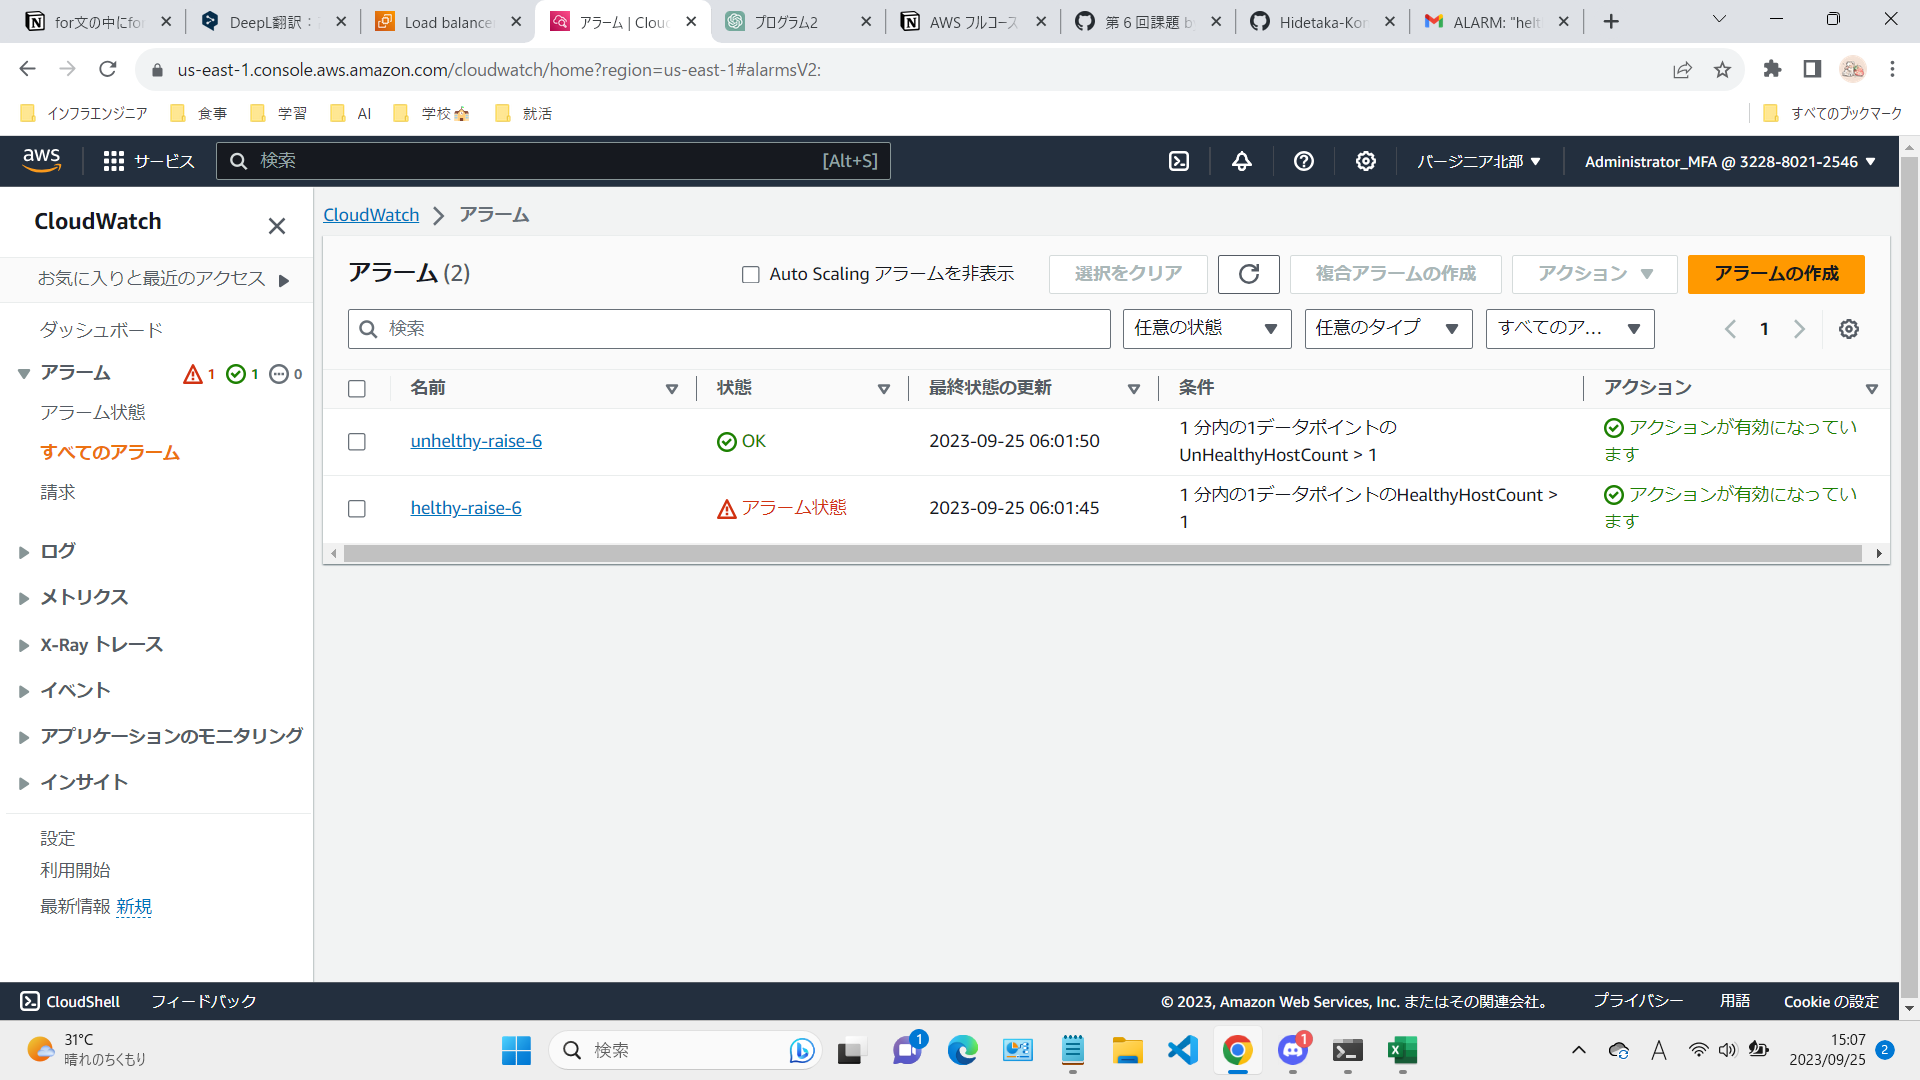 for文の中にfor
DeepL翻訳：
Load balancer
アラーム | Clou
プログラム2
AWS フルコース
第 6 回課題 by
Hidetaka-Kon
ALARM: "helt
us-east-1.console.aws.amazon.com/cloudwatch/home?region=us-east-1#alarmsV2:
インフラエンジニア
食事
学習
AI
学校
就活
すべてのブックマーク
aws
サービス
検索
[Alt+S]
バージニア北部
Administrator_MFA @ 3228-8021-2546
CloudWatch
お気に入りと最近のアクセス
ダッシュボード
アラーム
1
1
0
アラーム状態
すべてのアラーム
請求
ログ
メトリクス
X-Ray トレース
イベント
アプリケーションのモニタリング
インサイト
設定
利用開始
最新情報 新規
CloudWatch
アラーム
アラーム (2)
Auto Scaling アラームを非表示
選択をクリア
複合アラームの作成
アクション
アラームの作成
検索
任意の状態
任意のタイプ
すべてのア...
1
名前
状態
最終状態の更新
条件
アクション
unhelthy-raise-6
OK
2023-09-25 06:01:50
1 分内の1データポイントの
UnHealthyHostCount > 1
アクションが有効になってい
ます
helthy-raise-6
アラーム状態
2023-09-25 06:01:45
1 分内の1データポイントのHealthyHostCount >
1
アクションが有効になってい
ます
CloudShell
フィードバック
© 2023, Amazon Web Services, Inc. またはその関連会社。
プライバシー
用語
Cookie の設定
31°C
晴れのちくもり
検索
1
1
A
15:07
2023/09/25
2